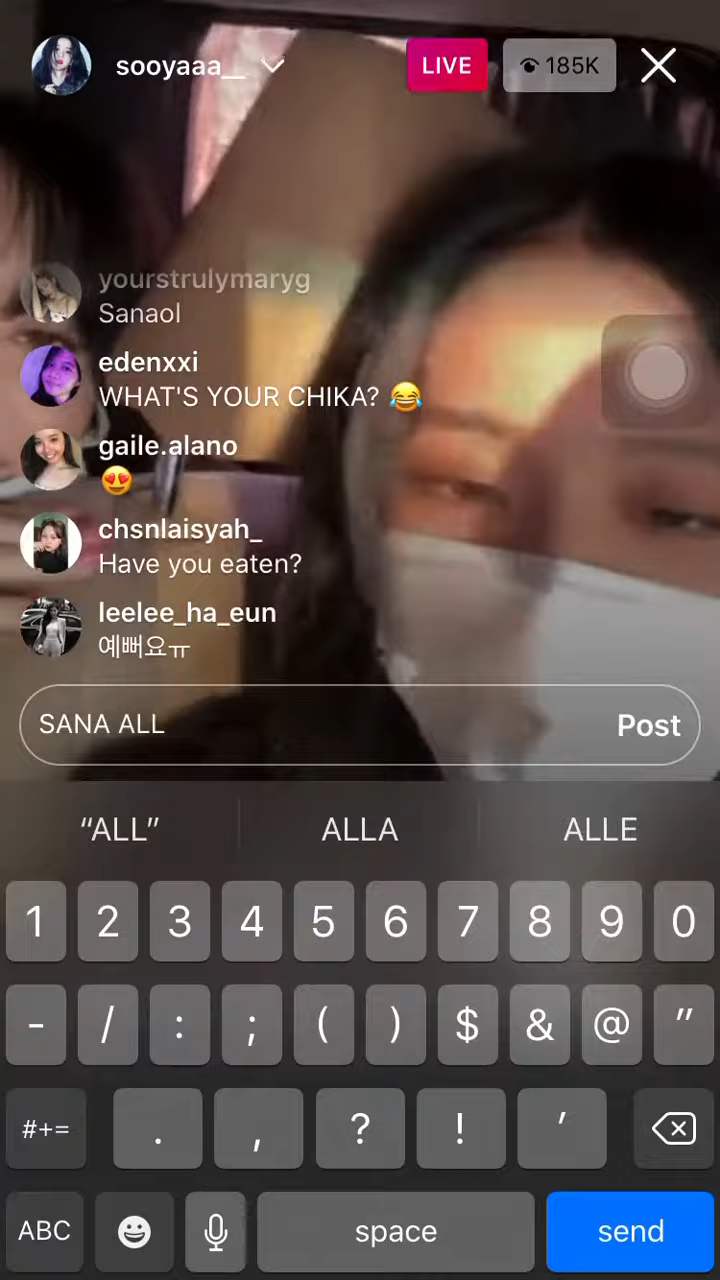 sooyaaa__
LIVE
185K
yourstrulymaryg
Sanaol
edenxxi
WHAT'S YOUR CHIKA? 😂
gaile.alano
😍
chsnlaisyah_
Have you eaten?
leelee_ha_eun
예뻐요ㅠ
SANA ALL
Post
“ALL”
ALLA
ALLE
1 2 3 4 5 6 7 8 9 0
- / : ; ( ) $ & @ "
#+= . , ? ! '
ABC space send